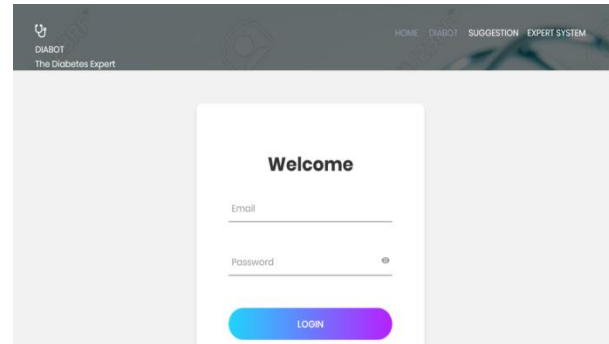 DIABOT
The Diabetes Expert
HOME DIABOT SUGGESTION EXPERT SYSTEM
Welcome
Email
Password
LOGIN